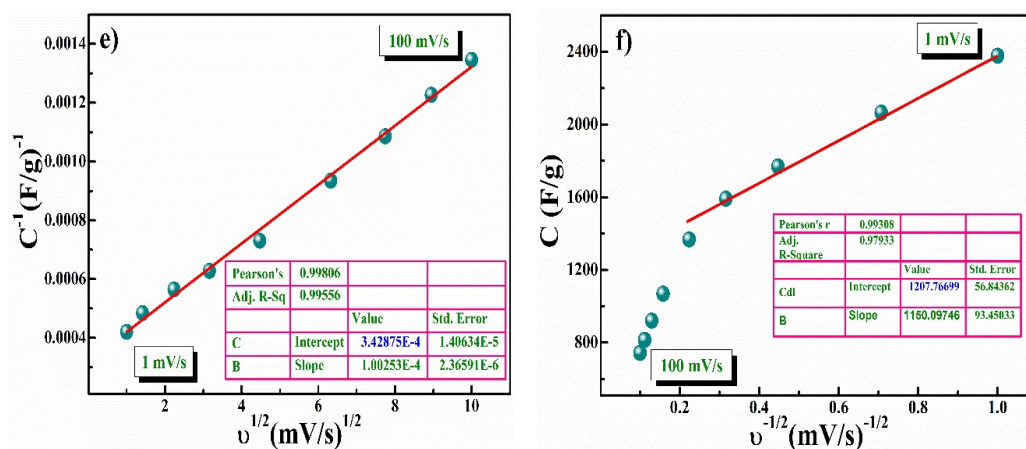 e)
100 mV/s
0.0014
0.0012
0.0010
0.0008
0.0006
0.0004
C⁻¹(F/g)⁻¹
Pearson's 0.99806
Adj. R-Sq 0.99556
Value Std. Error
C Intercept 3.42875E-4 1.40634E-5
B Slope 1.00253E-4 2.36591E-6
1 mV/s
2 4 6 8 10
υ^1/2(mV/s)^1/2
f)
1 mV/s
2400
2000
1600
1200
800
C (F/g)
Pearson's r 0.99308
Adj.
R-Square 0.97933
Value Std. Error
Cdl Intercept 1207.76699 56.84362
B Slope 1150.09746 93.45033
100 mV/s
0.2 0.4 0.6 0.8 1.0
υ^-1/2(mV/s)^-1/2